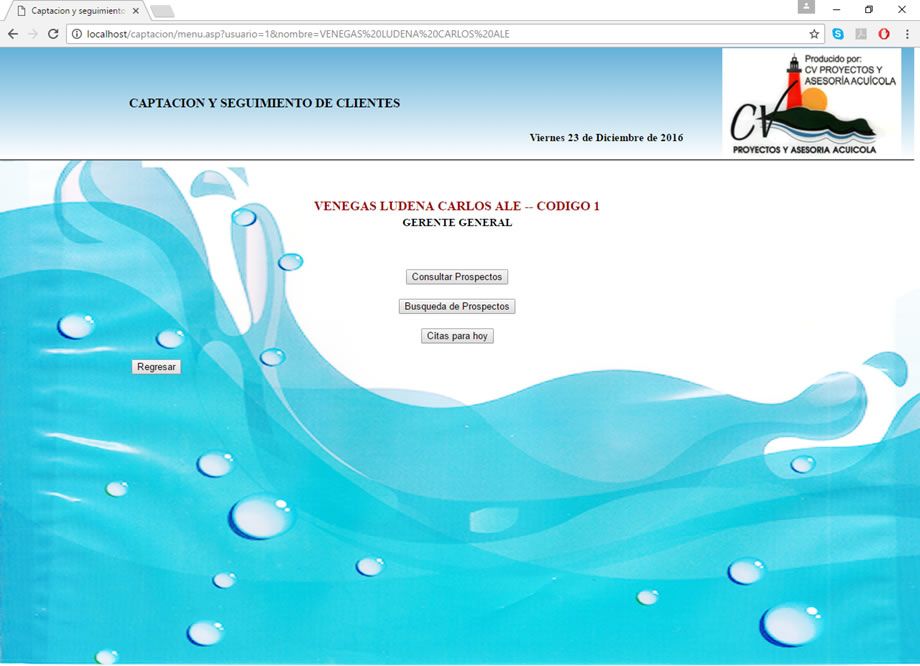 Captacion y seguimiento
localhost/captacion/menu.asp?usuario=1&nombre=VENEGAS%20LUDENA%20CARLOS%20ALE
Producido por:
CV PROYECTOS Y
ASESORÍA ACUÍCOLA
CAPTACION Y SEGUIMIENTO DE CLIENTES
CV
Viernes 23 de Diciembre de 2016
PROYECTOS Y ASESORIA ACUICOLA
VENEGAS LUDENA CARLOS ALE -- CODIGO 1
GERENTE GENERAL
Consultar Prospectos
Busqueda de Prospectos
Citas para hoy
Regresar